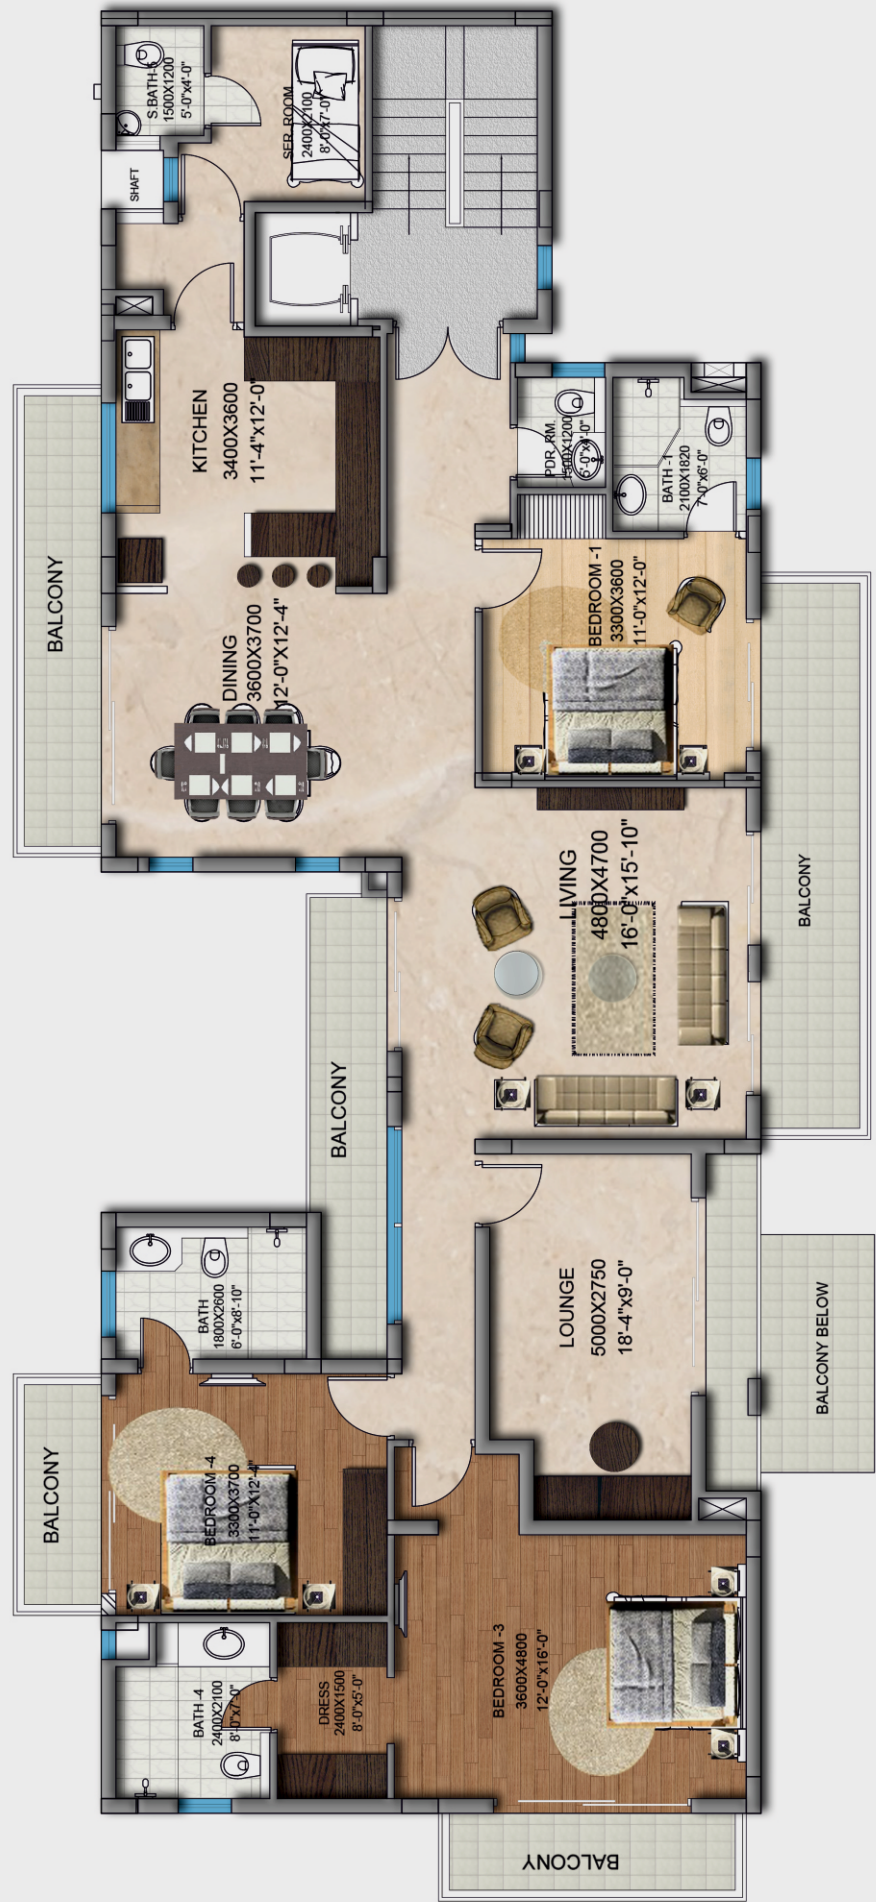 S.BATH-5
1500X1200
5'-0"x4'-0"
SER. ROOM
2400X2100
8'-0"x7'-0"
SHAFT
KITCHEN
3400X3600
11'-4"x12'-0"
PDR. RM.
1500X1200
5'-0"x4'-0"
BATH -1
2100X1820
7'-0"x6'-0"
BALCONY
DINING
3600X3700
12'-0"X12'-4"
BEDROOM -1
3300X3600
11'-0"x12'-0"
LIVING
4800X4700
16'-0"x15'-10"
BALCONY
BALCONY
LOUNGE
5000X2750
18'-4"x9'-0"
BALCONY BELOW
BATH
1800X2600
6'-0"x8'-10"
BALCONY
BEDROOM -4
3300X3700
11'-0"X12'-4"
BATH -4
2400X2100
8'-0"x7'-0"
DRESS
2400X1500
8'-0"x5'-0"
BEDROOM -3
3600X4800
12'-0"x16'-0"
BALCONY